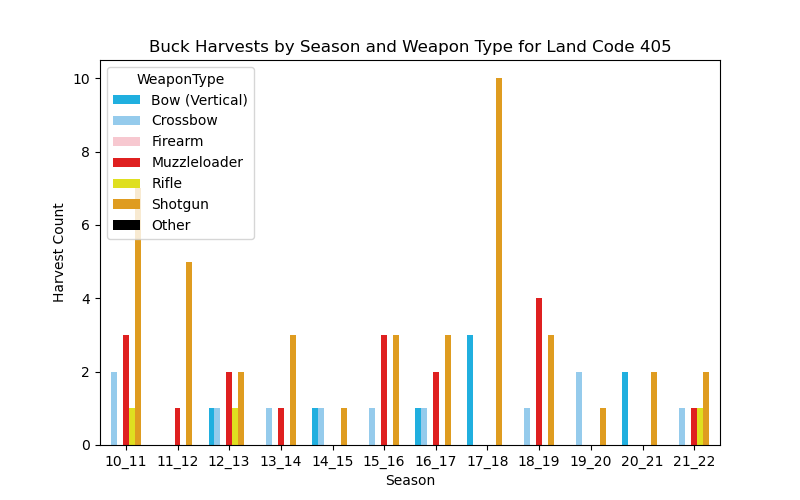 Buck Harvests by Season and Weapon Type for Land Code 405
10
8
6
4
2
0
Harvest Count
WeaponType
Bow (Vertical)
Crossbow
Firearm
Muzzleloader
Rifle
Shotgun
Other
10_11 11_12 12_13 13_14 14_15 15_16 16_17 17_18 18_19 19_20 20_21 21_22
Season